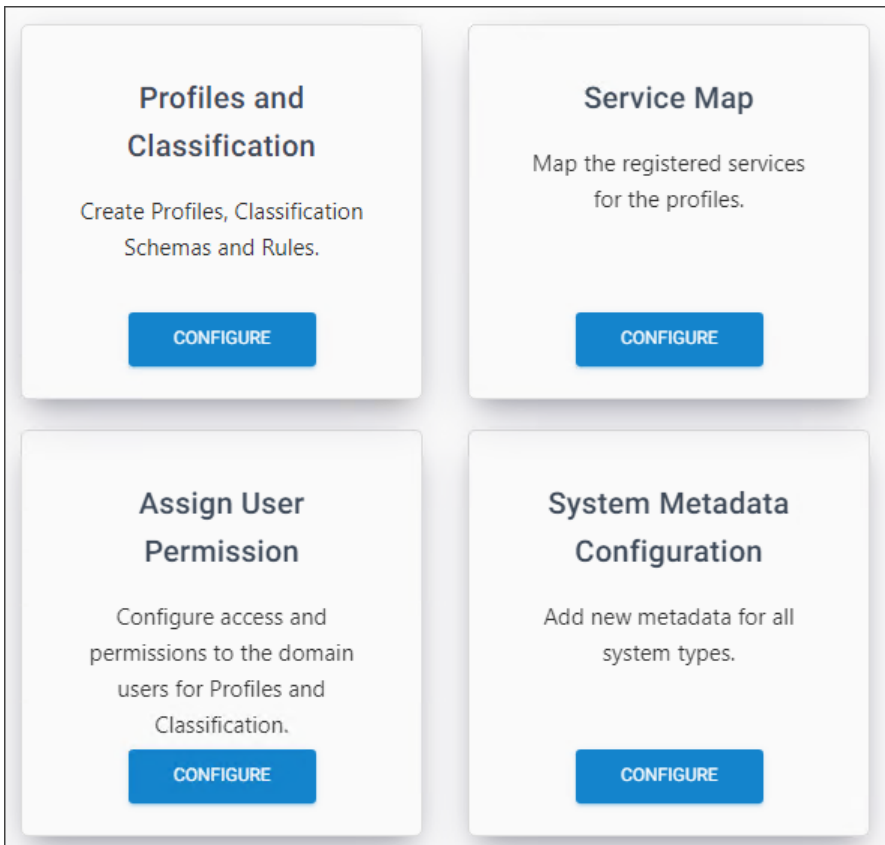 Profiles and
Classification
Create Profiles, Classification
Schemas and Rules.
CONFIGURE
Service Map
Map the registered services
for the profiles.
CONFIGURE
Assign User
Permission
Configure access and
permissions to the domain
users for Profiles and
Classification.
CONFIGURE
System Metadata
Configuration
Add new metadata for all
system types.
CONFIGURE